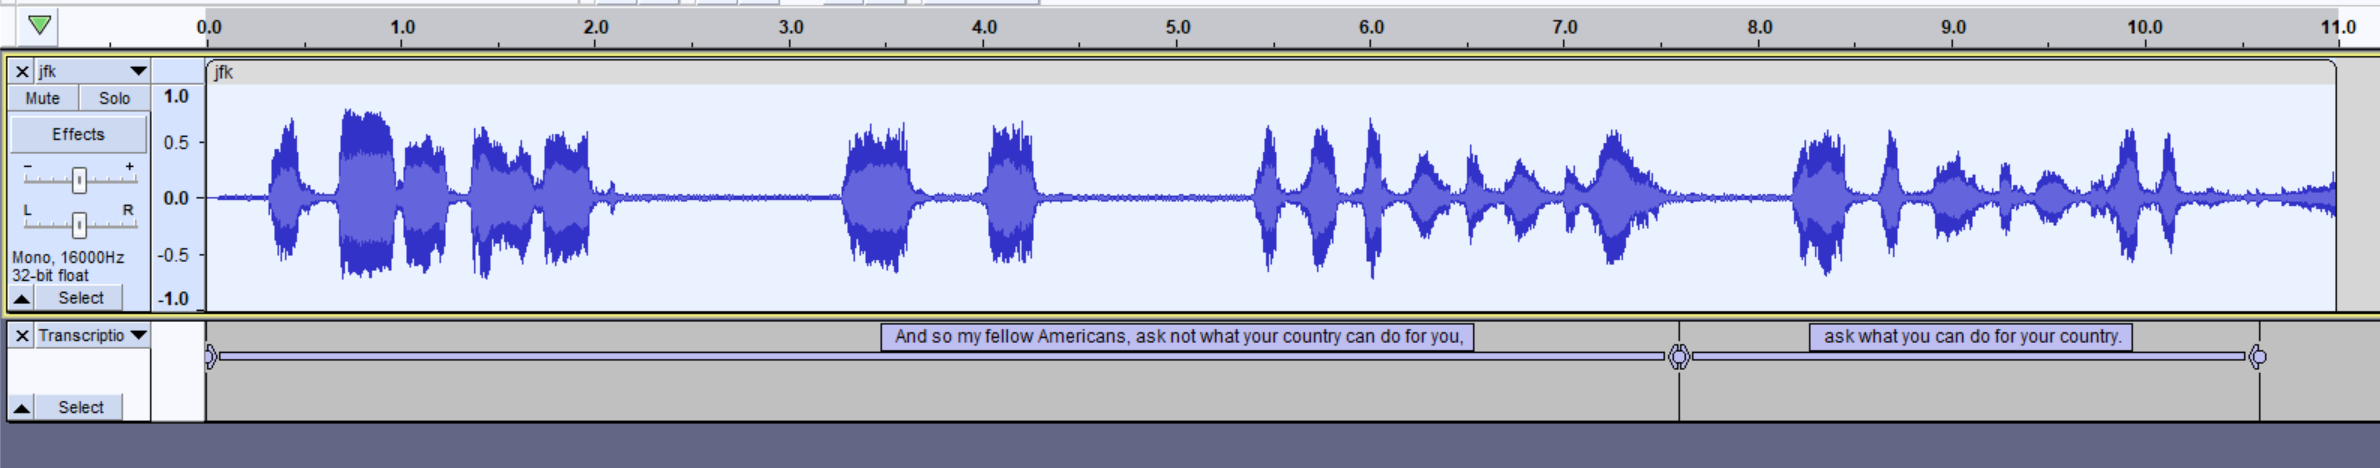 0.0 1.0 2.0 3.0 4.0 5.0 6.0 7.0 8.0 9.0 10.0 11.0
× jfk
jfk
Mute Solo
1.0
Effects
0.5
- +
0.0
L R
-0.5
Mono, 16000Hz
32-bit float
Select
-1.0
× Transcriptio
And so my fellow Americans, ask not what your country can do for you,
ask what you can do for your country.
Select